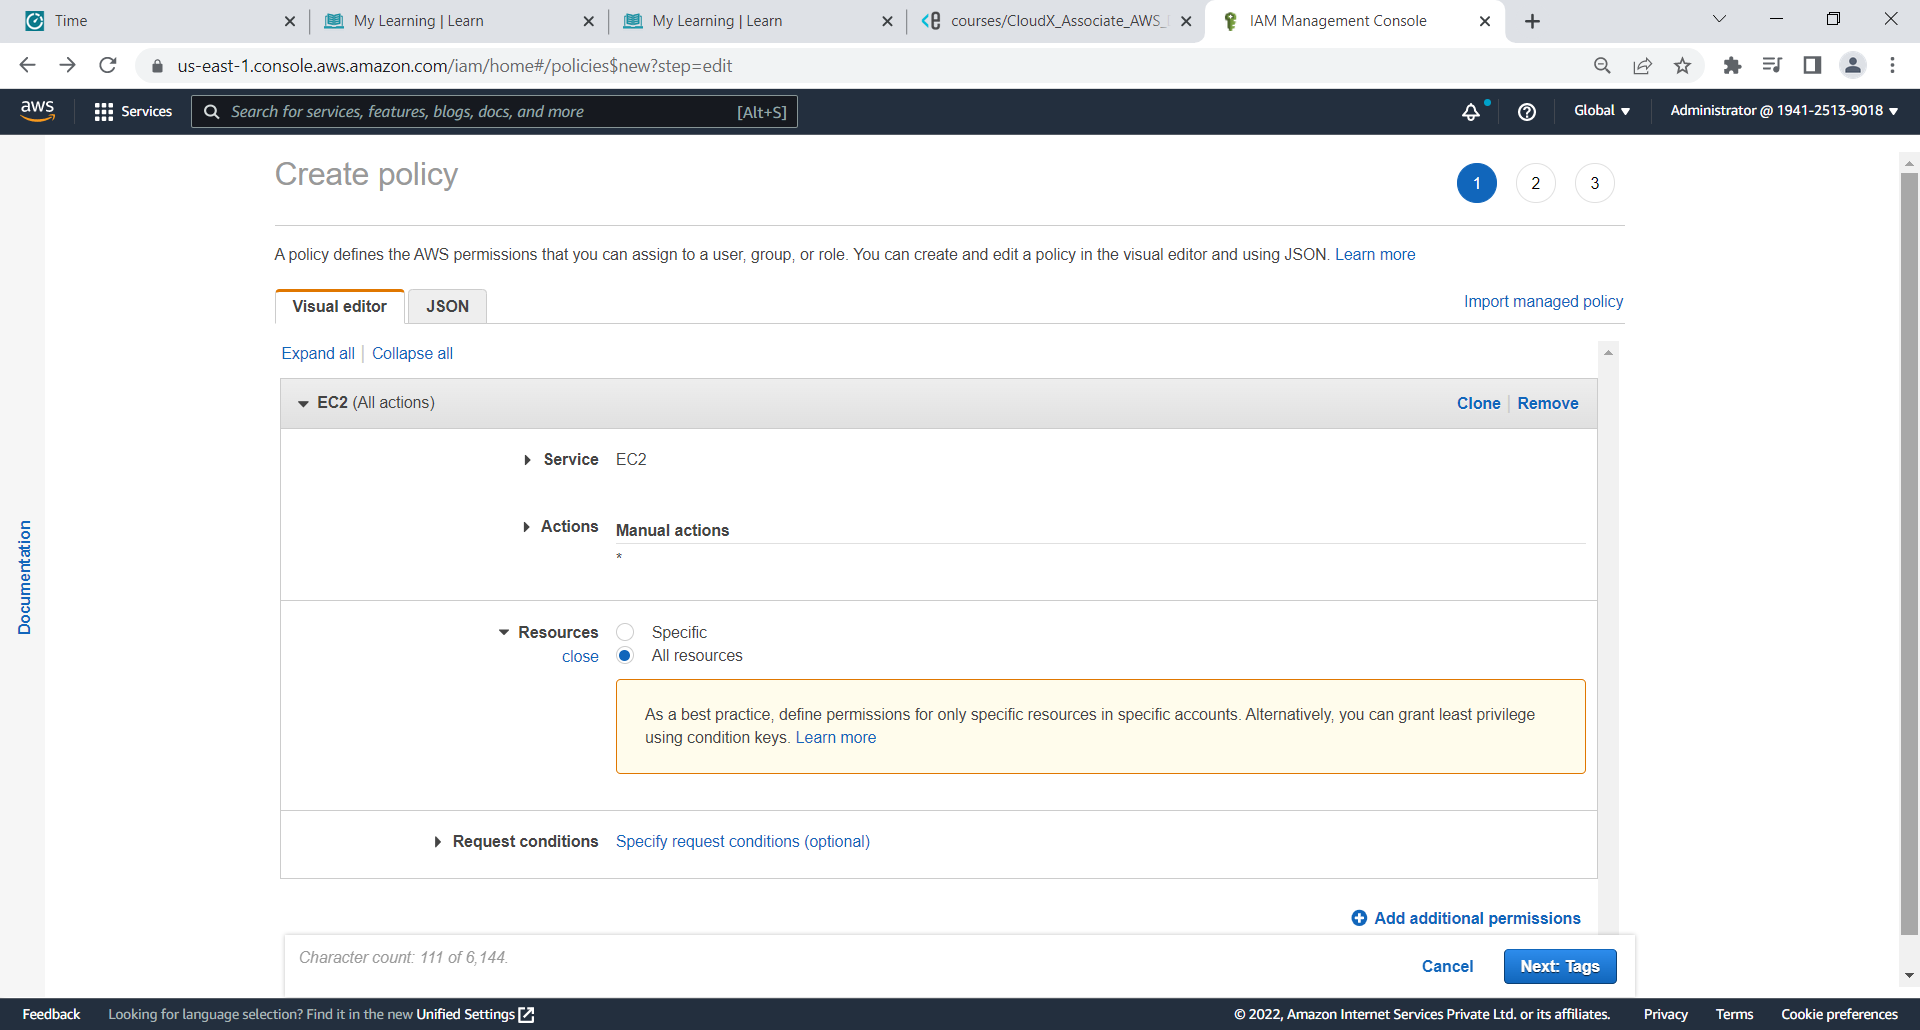 Time
My Learning | Learn
My Learning | Learn
courses/CloudX_Associate_AWS_
IAM Management Console
us-east-1.console.aws.amazon.com/iam/home#/policies$new?step=edit
aws
Services
Search for services, features, blogs, docs, and more
[Alt+S]
Global
Administrator @ 1941-2513-9018
Create policy
1
2
3
A policy defines the AWS permissions that you can assign to a user, group, or role. You can create and edit a policy in the visual editor and using JSON. Learn more
Visual editor
JSON
Import managed policy
Expand all
Collapse all
EC2 (All actions)
Clone
Remove
Service
EC2
Actions
Manual actions
*
Documentation
Resources
Specific
close
All resources
As a best practice, define permissions for only specific resources in specific accounts. Alternatively, you can grant least privilege
using condition keys. Learn more
Request conditions
Specify request conditions (optional)
Add additional permissions
Character count: 111 of 6,144.
Cancel
Next: Tags
Feedback
Looking for language selection? Find it in the new Unified Settings
© 2022, Amazon Internet Services Private Ltd. or its affiliates.
Privacy
Terms
Cookie preferences